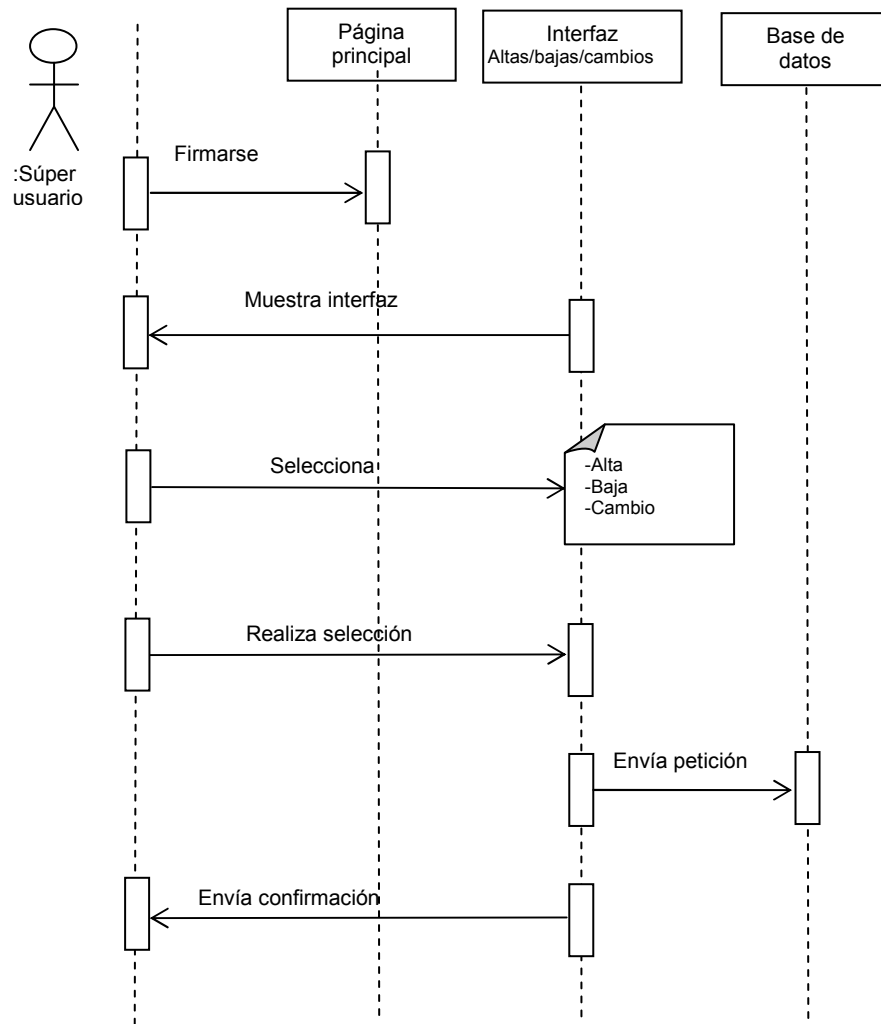 Página
principal
Interfaz
Altas/bajas/cambios
Base de
datos
:Súper
usuario
Firmarse
Muestra interfaz
Selecciona
-Alta
-Baja
-Cambio
Realiza selección
Envía petición
Envía confirmación